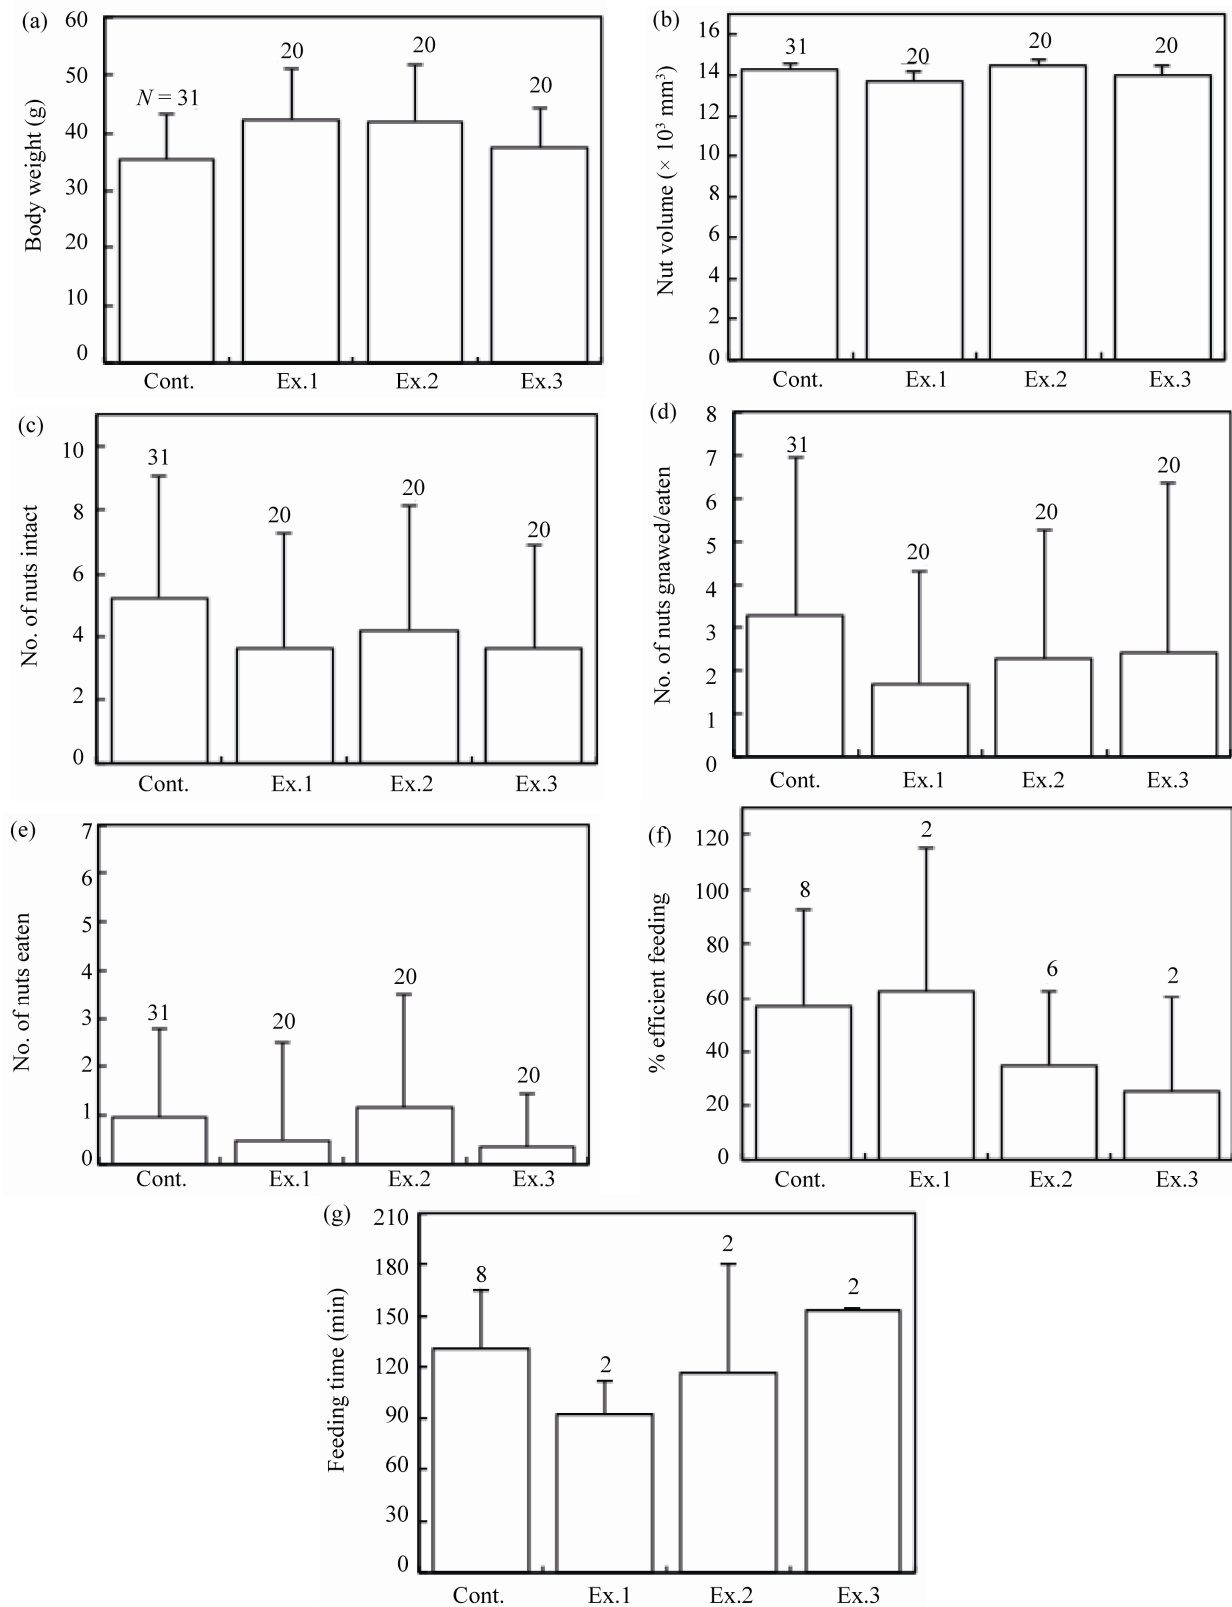 (a)
Body weight (g)
60
50
40
30
20
10
0
N = 31
20
20
20
Cont.
Ex.1
Ex.2
Ex.3
(b)
Nut volume (× 10³ mm³)
16
14
12
10
8
6
4
2
0
31
20
20
20
Cont.
Ex.1
Ex.2
Ex.3
(c)
No. of nuts intact
10
8
6
4
2
0
31
20
20
20
Cont.
Ex.1
Ex.2
Ex.3
(d)
No. of nuts gnawed/eaten
8
7
6
5
4
3
2
1
0
31
20
20
20
Cont.
Ex.1
Ex.2
Ex.3
(e)
No. of nuts eaten
7
6
5
4
3
2
1
0
31
20
20
20
Cont.
Ex.1
Ex.2
Ex.3
(f)
% efficient feeding
120
100
80
60
40
20
0
8
2
6
2
Cont.
Ex.1
Ex.2
Ex.3
(g)
Feeding time (min)
210
180
150
120
90
60
30
0
8
2
2
2
Cont.
Ex.1
Ex.2
Ex.3